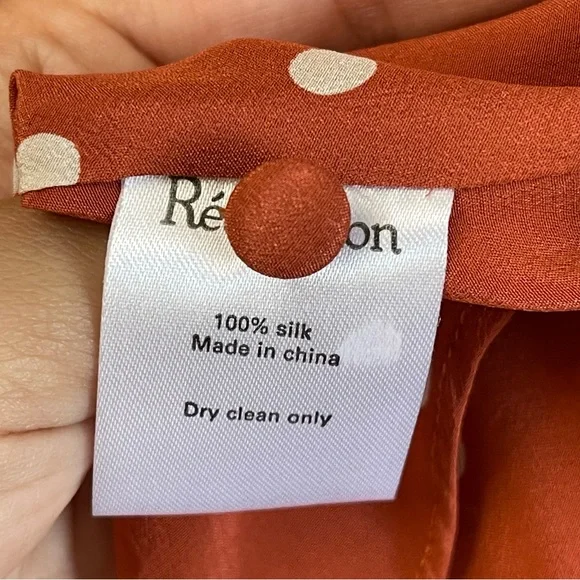 100% silk
Made in china
Dry clean only